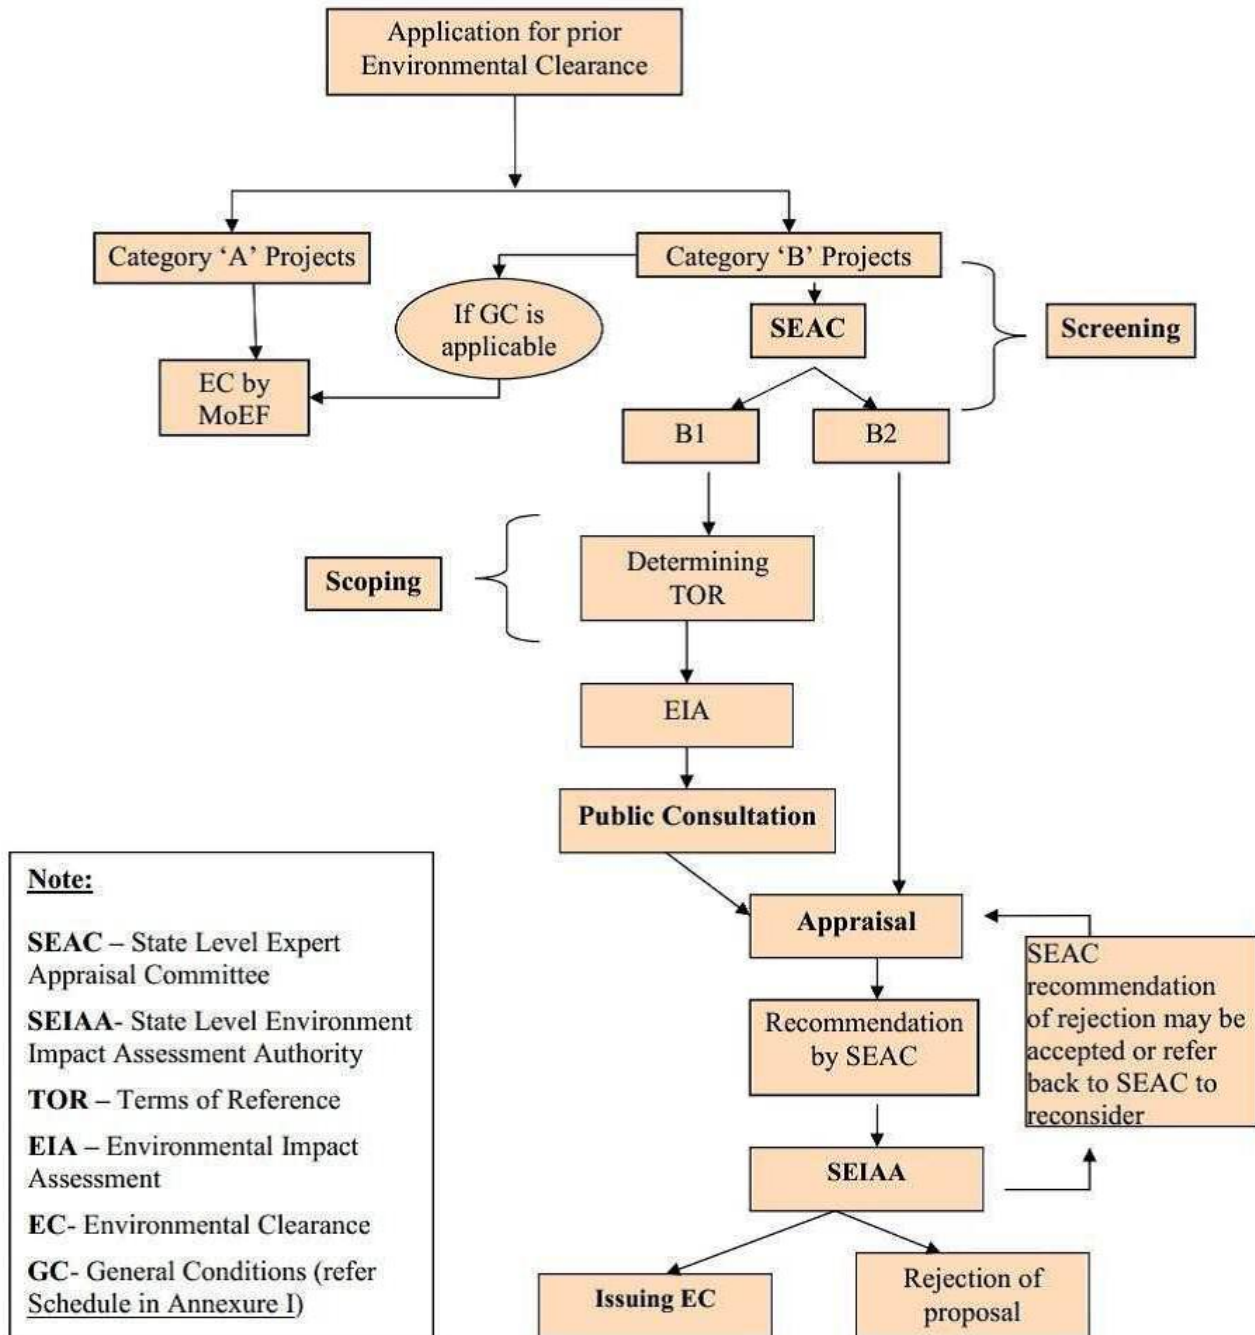 Application for prior
Environmental Clearance
Category ‘A’ Projects
Category ‘B’ Projects
If GC is
applicable
SEAC
Screening
EC by
MoEF
B1
B2
Scoping
Determining
TOR
EIA
Public Consultation
Appraisal
SEAC
recommendation
of rejection may be
accepted or refer
back to SEAC to
reconsider
Recommendation
by SEAC
SEIAA
Issuing EC
Rejection of
proposal
Note:
SEAC – State Level Expert
Appraisal Committee
SEIAA- State Level Environment
Impact Assessment Authority
TOR – Terms of Reference
EIA – Environmental Impact
Assessment
EC- Environmental Clearance
GC- General Conditions (refer
Schedule in Annexure I)